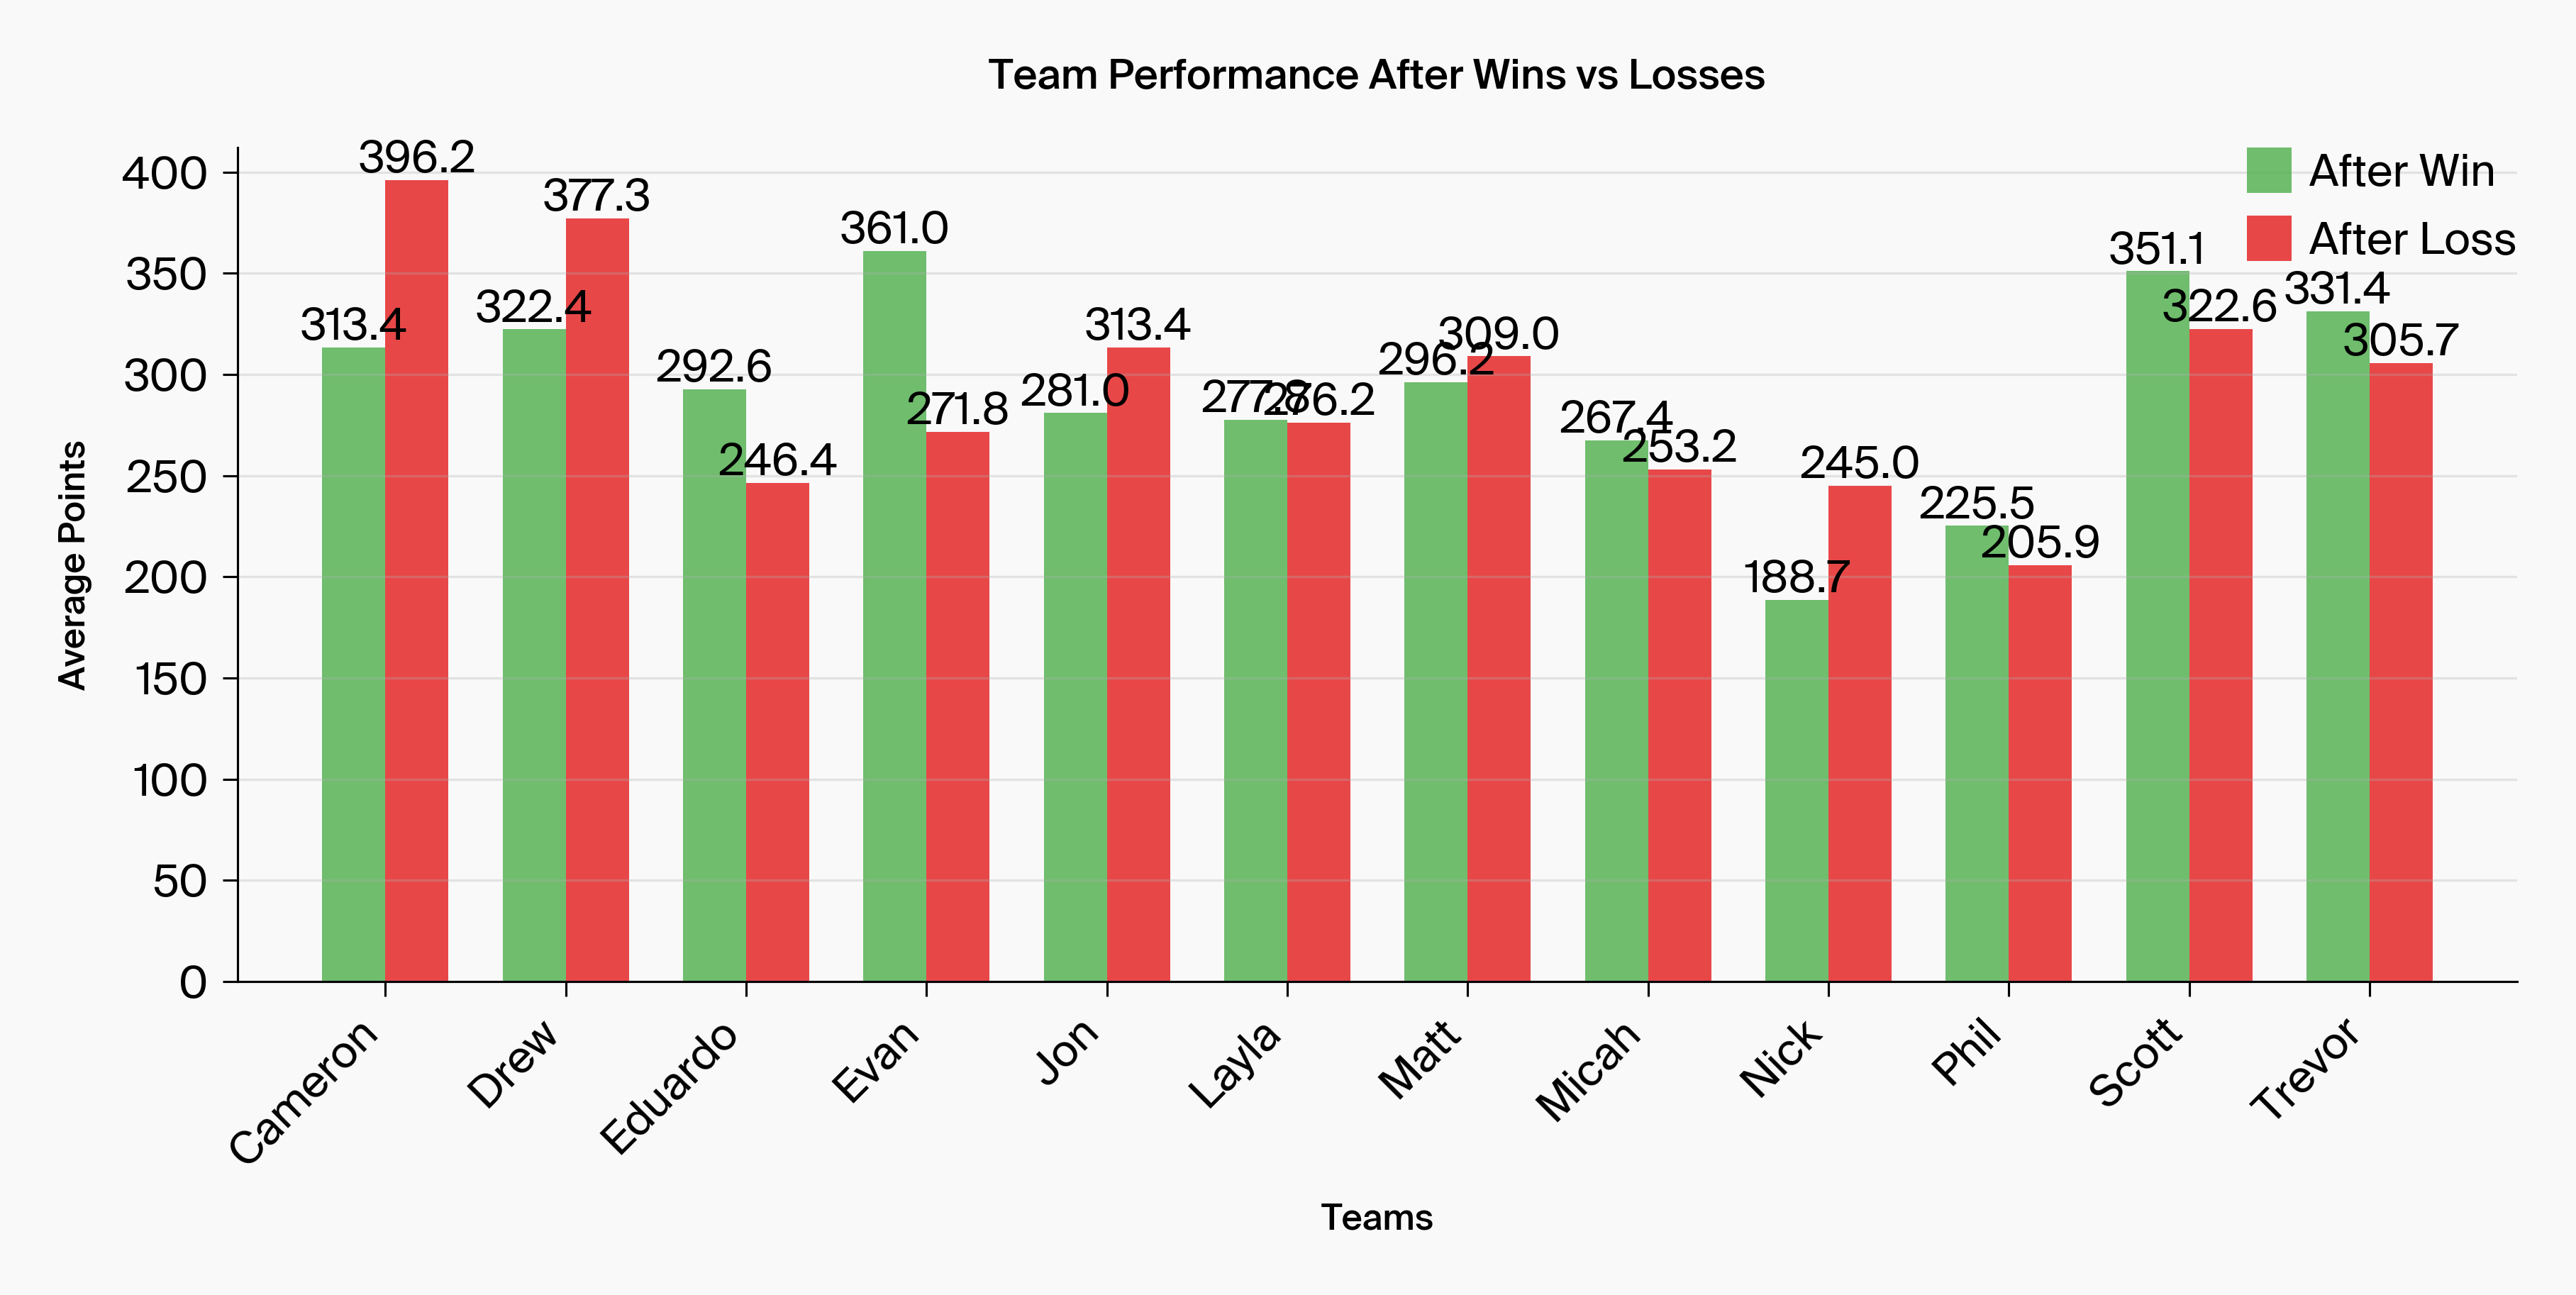 Team Performance After Wins vs Losses
After Win
After Loss
Average Points
400
350
300
250
200
150
100
50
0
313.4
396.2
322.4
377.3
292.6
246.4
361.0
271.8
281.0
313.4
277.8
276.2
296.2
309.0
267.4
253.2
188.7
245.0
225.5
205.9
351.1
322.6
331.4
305.7
Cameron
Drew
Eduardo
Evan
Jon
Layla
Matt
Micah
Nick
Phil
Scott
Trevor
Teams